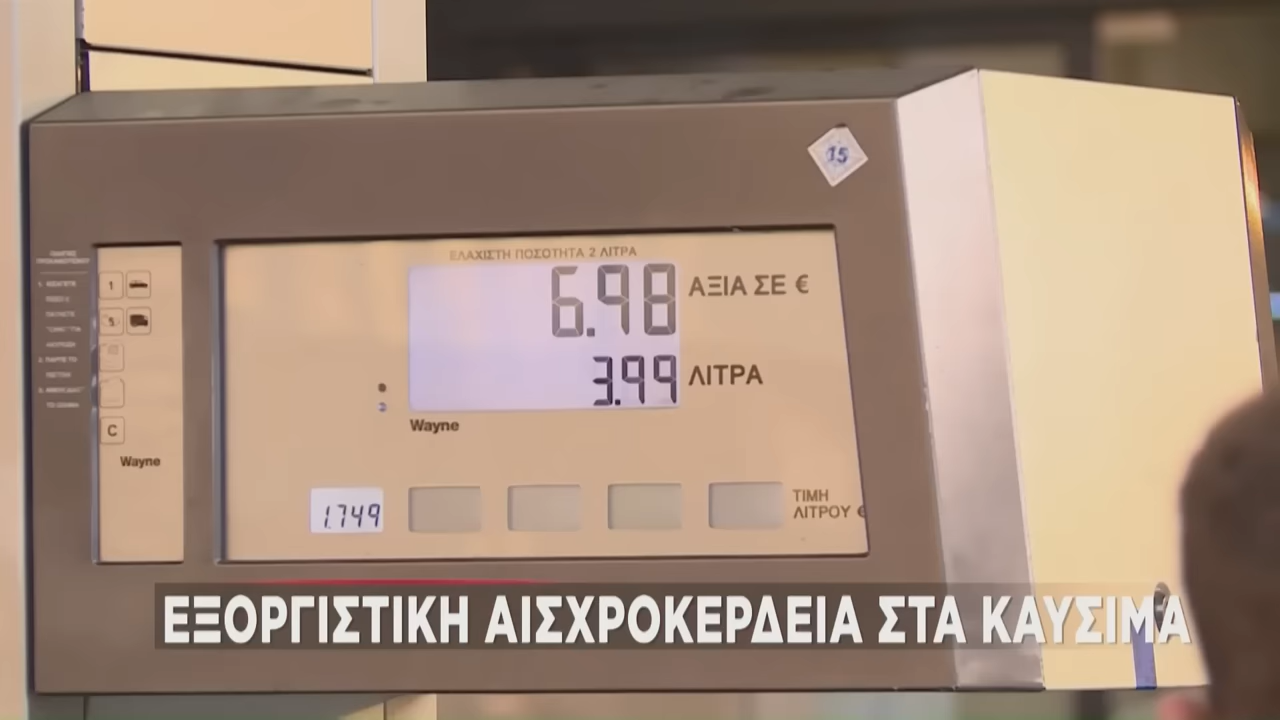 15
ΕΛΑΧΙΣΤΗ ΠΟΣΟΤΗΤΑ 2 ΛΙΤΡΑ
6.98 ΑΞΙΑ ΣΕ €
3.99 ΛΙΤΡΑ
Wayne
1
C
Wayne
1.749
ΤΙΜΗ
ΛΙΤΡΟΥ €
ΕΞΟΡΓΙΣΤΙΚΗ ΑΙΣΧΡΟΚΕΡΔΕΙΑ ΣΤΑ ΚΑΥΣΙΜΑ